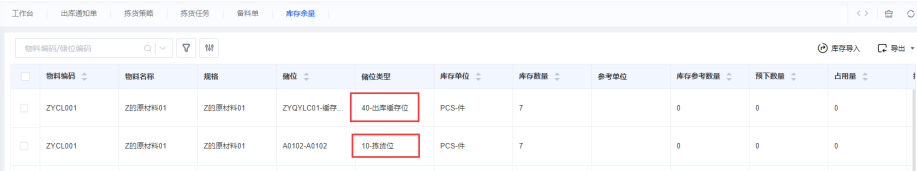 工作台 出库通知单 拣货策略 拣货任务 备料单 库存余量
物料编码/储位编码 库存导入 导出
物料编码 物料名称 规格 储位 储位类型 库存单位 库存数量 参考单位 库存参考数量 预下数量 占用量
ZYCL001 Z的原材料01 Z的原材料01 ZYQYLC01-缓存... 40-出库缓存位 PCS-件 7 0 0 0
ZYCL001 Z的原材料01 Z的原材料01 A0102-A0102 10-拣货位 PCS-件 7 0 0 0